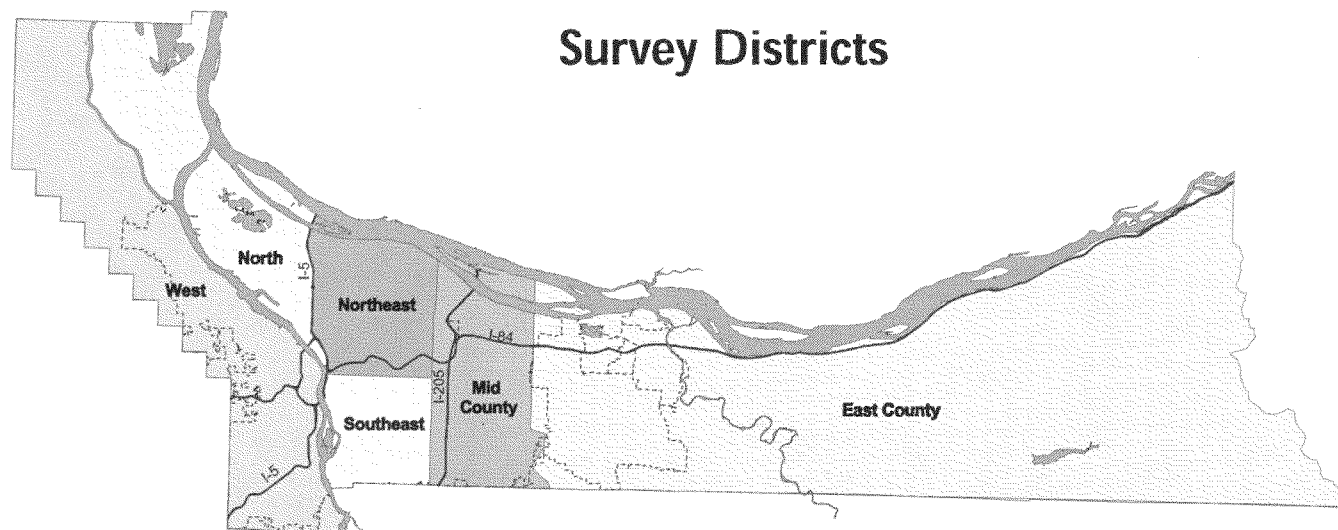 Survey Districts
North
I-5
West
Northeast
I-84
I-205
Mid
County
East County
Southeast
I-5